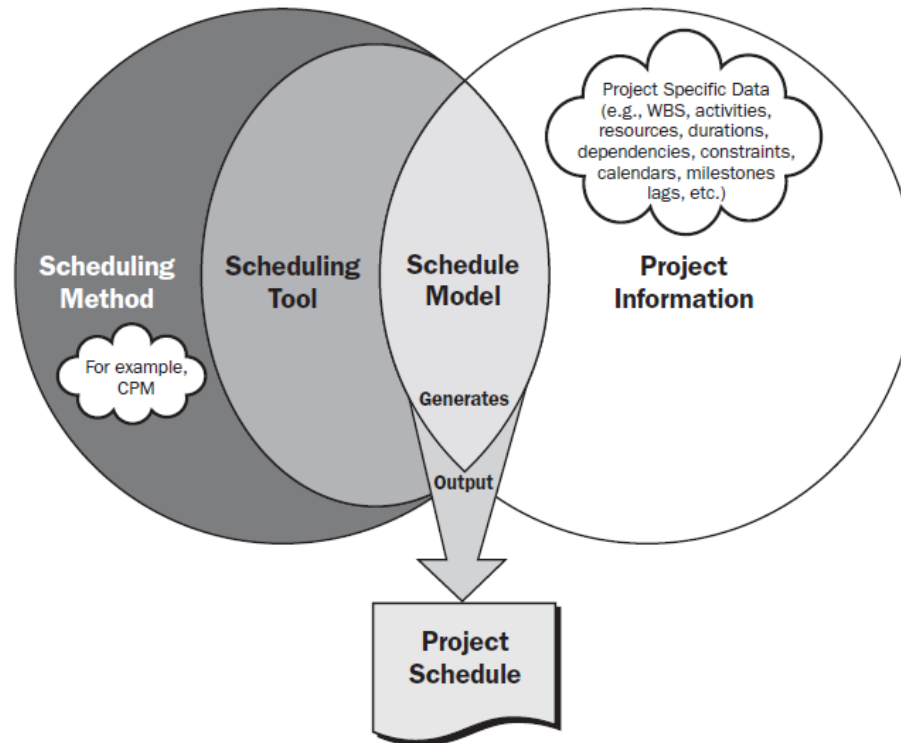 Project Specific Data
(e.g., WBS, activities,
resources, durations,
dependencies, constraints,
calendars, milestones
lags, etc.)
Scheduling
Method
For example,
CPM
Scheduling
Tool
Schedule
Model
Project
Information
Generates
Output
Project
Schedule